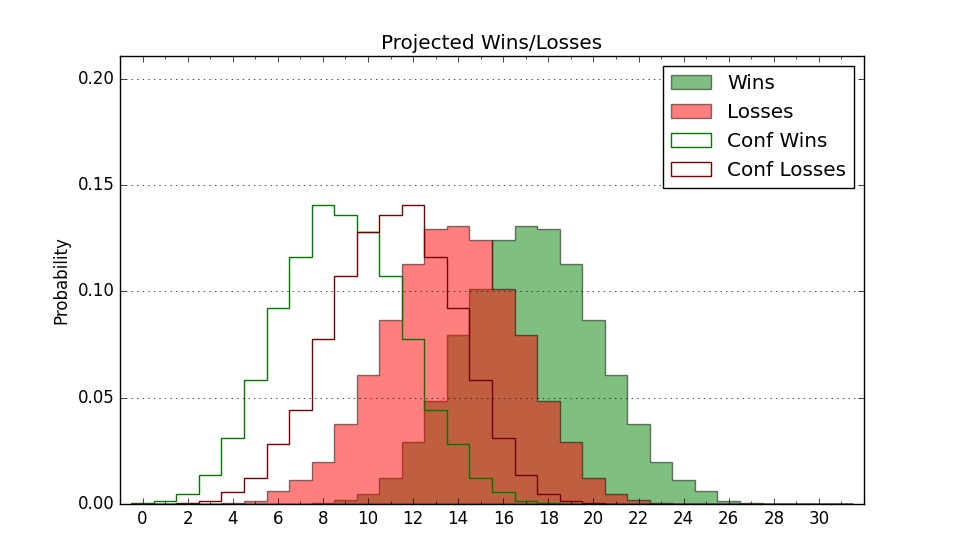 Projected Wins/Losses
0.20
0.15
0.10
0.05
0.00
Probability
Wins
Losses
Conf Wins
Conf Losses
0 2 4 6 8 10 12 14 16 18 20 22 24 26 28 30